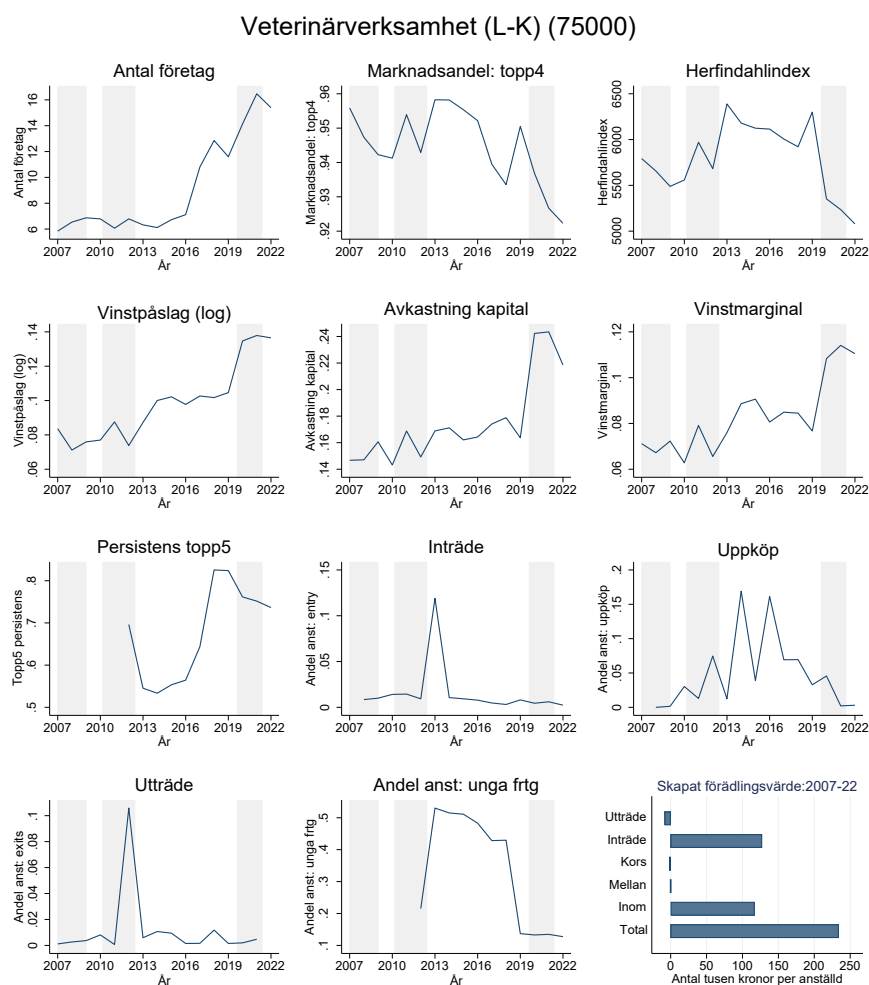 Veterinärverksamhet (L-K) (75000)
Antal företag
Antal företag
6 8 10 12 14 16
2007 2010 2013 2016 2019 2022
År
Marknadsandel: topp4
Marknadsandel: topp4
92 93 94 95 96
2007 2010 2013 2016 2019 2022
År
Herfindahlindex
Herfindahlindex
5000 5500 6000 6500
2007 2010 2013 2016 2019 2022
År
Vinstpåslag (log)
Vinstpåslag (log)
.06 .08 .1 .12 .14
2007 2010 2013 2016 2019 2022
År
Avkastning kapital
Avkastning kapital
.14 .16 .18 .2 .22 .24
2007 2010 2013 2016 2019 2022
År
Vinstmarginal
Vinstmarginal
.06 .08 .1 .12
2007 2010 2013 2016 2019 2022
År
Persistens topp5
Topp5 persistens
.5 .6 .7 .8
2007 2010 2013 2016 2019 2022
År
Inträde
Andel anst: entry
0 .05 .1 .15
2007 2010 2013 2016 2019 2022
År
Uppköp
Andel anst: uppköp
0 .05 .1 .15 .2
2007 2010 2013 2016 2019 2022
År
Utträde
Andel anst: exits
0 .02 .04 .06 .08 .1
2007 2010 2013 2016 2019 2022
År
Andel anst: unga frtg
Andel anst: unga frtg
.1 .2 .3 .4 .5
2007 2010 2013 2016 2019 2022
År
Skapat förädlingsvärde:2007-22
Utträde
Inträde
Kors
Mellan
Inom
Total
0 50 100 150 200 250
Antal tusen kronor per anställd